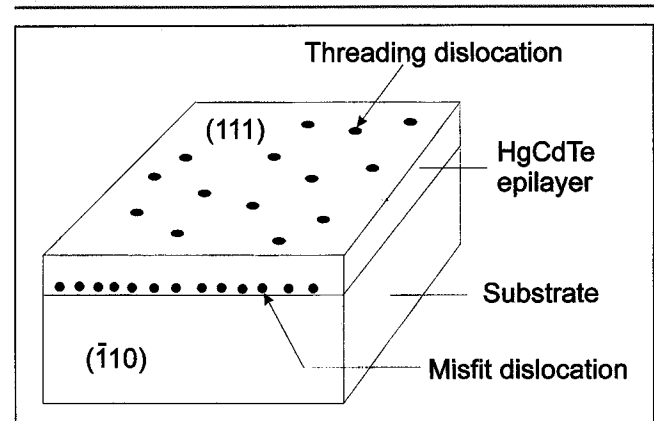 Threading dislocation
(111)
HgCdTe
epilayer
Substrate
(1̄10)
Misfit dislocation